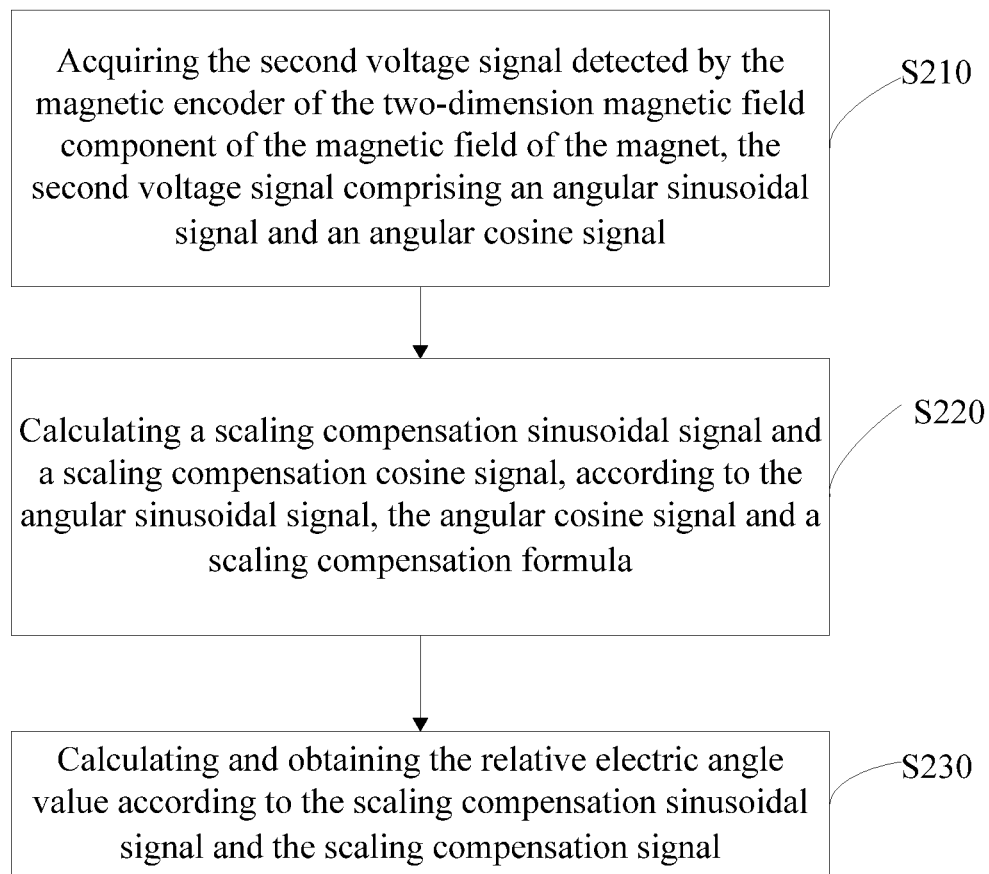 Acquiring the second voltage signal detected by the
magnetic encoder of the two-dimension magnetic field
component of the magnetic field of the magnet, the
second voltage signal comprising an angular sinusoidal
signal and an angular cosine signal
S210
Calculating a scaling compensation sinusoidal signal and
a scaling compensation cosine signal, according to the
angular sinusoidal signal, the angular cosine signal and a
scaling compensation formula
S220
Calculating and obtaining the relative electric angle
value according to the scaling compensation sinusoidal
signal and the scaling compensation signal
S230